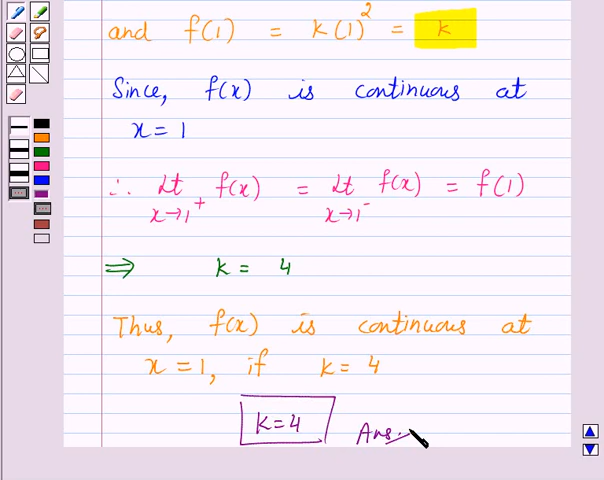 and f(1) = k(1)² = k
Since, f(x) is continuous at
x = 1
∴ Lt f(x) = Lt f(x) = f(1)
x→1⁺ x→1⁻
⇒ k = 4
Thus, f(x) is continuous at
x = 1, if k = 4
k=4 Ans.